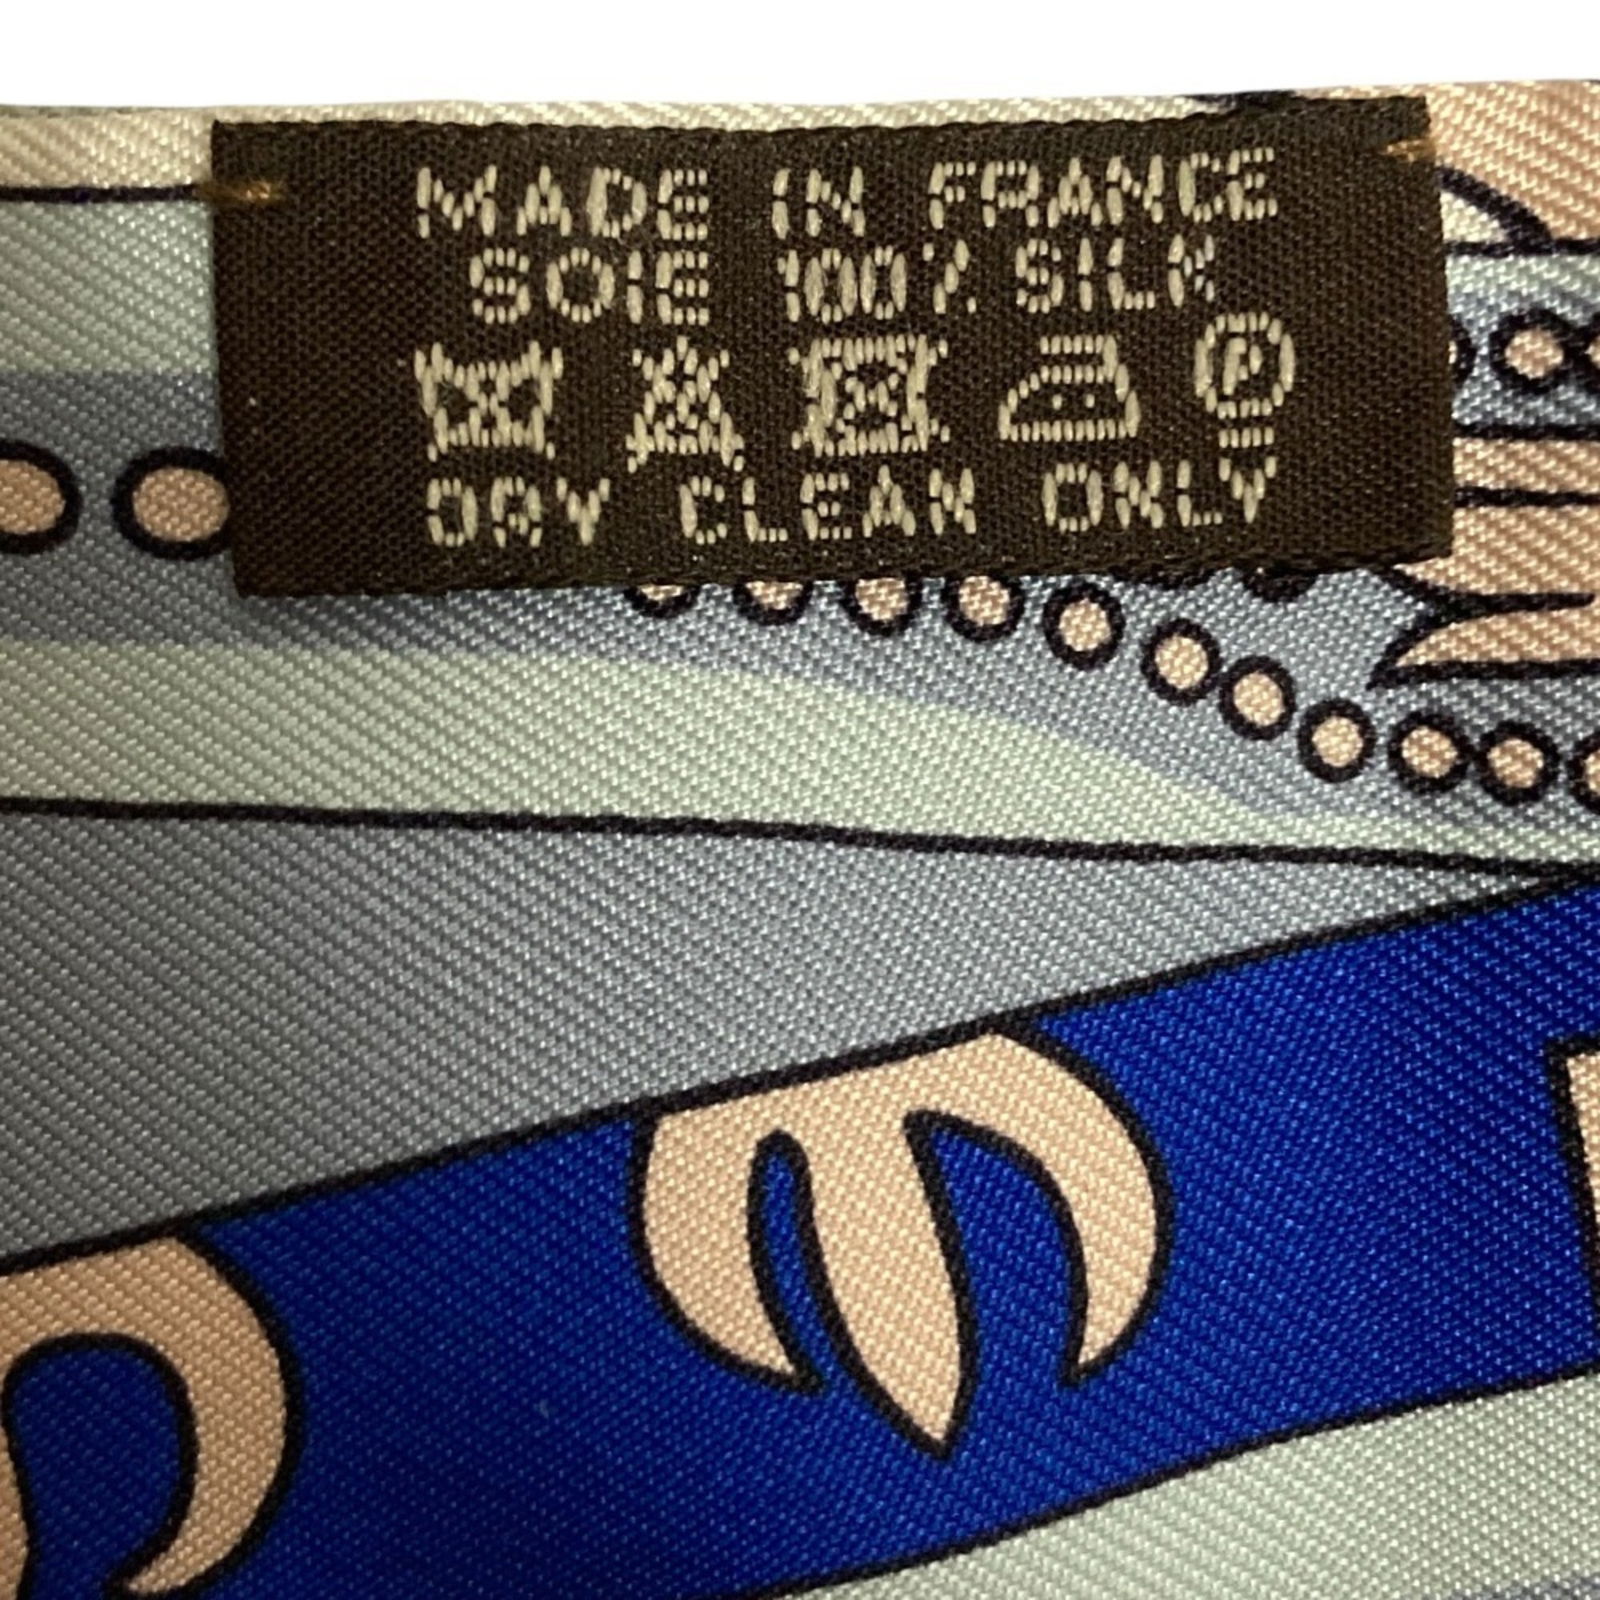 MADE IN FRANCE
SOIE 100% SILK
P
DRY CLEAN ONLY